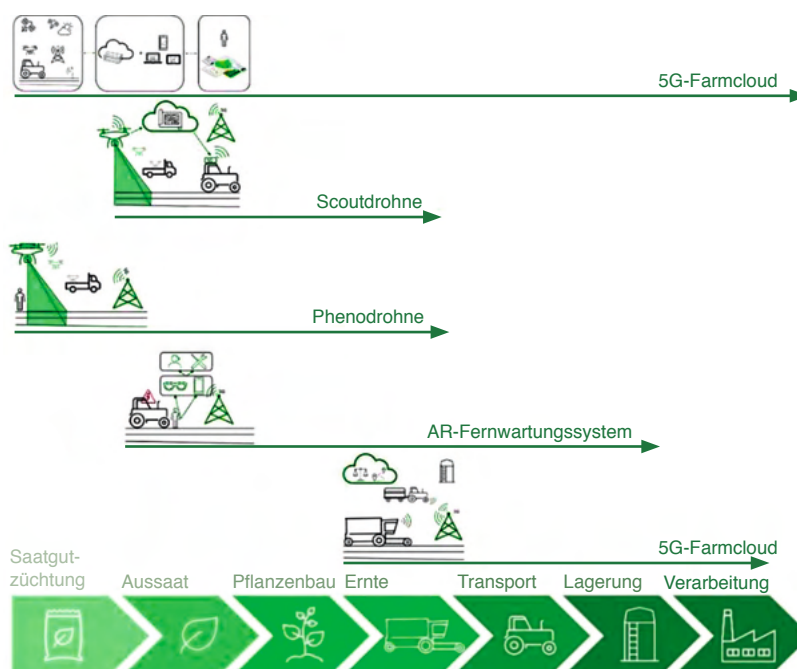 5G-Farmcloud
Scoutdrohne
Phenodrohne
AR-Fernwartungssystem
5G-Farmcloud
Saatgut-
züchtung
Aussaat
Pflanzenbau
Ernte
Transport
Lagerung
Verarbeitung